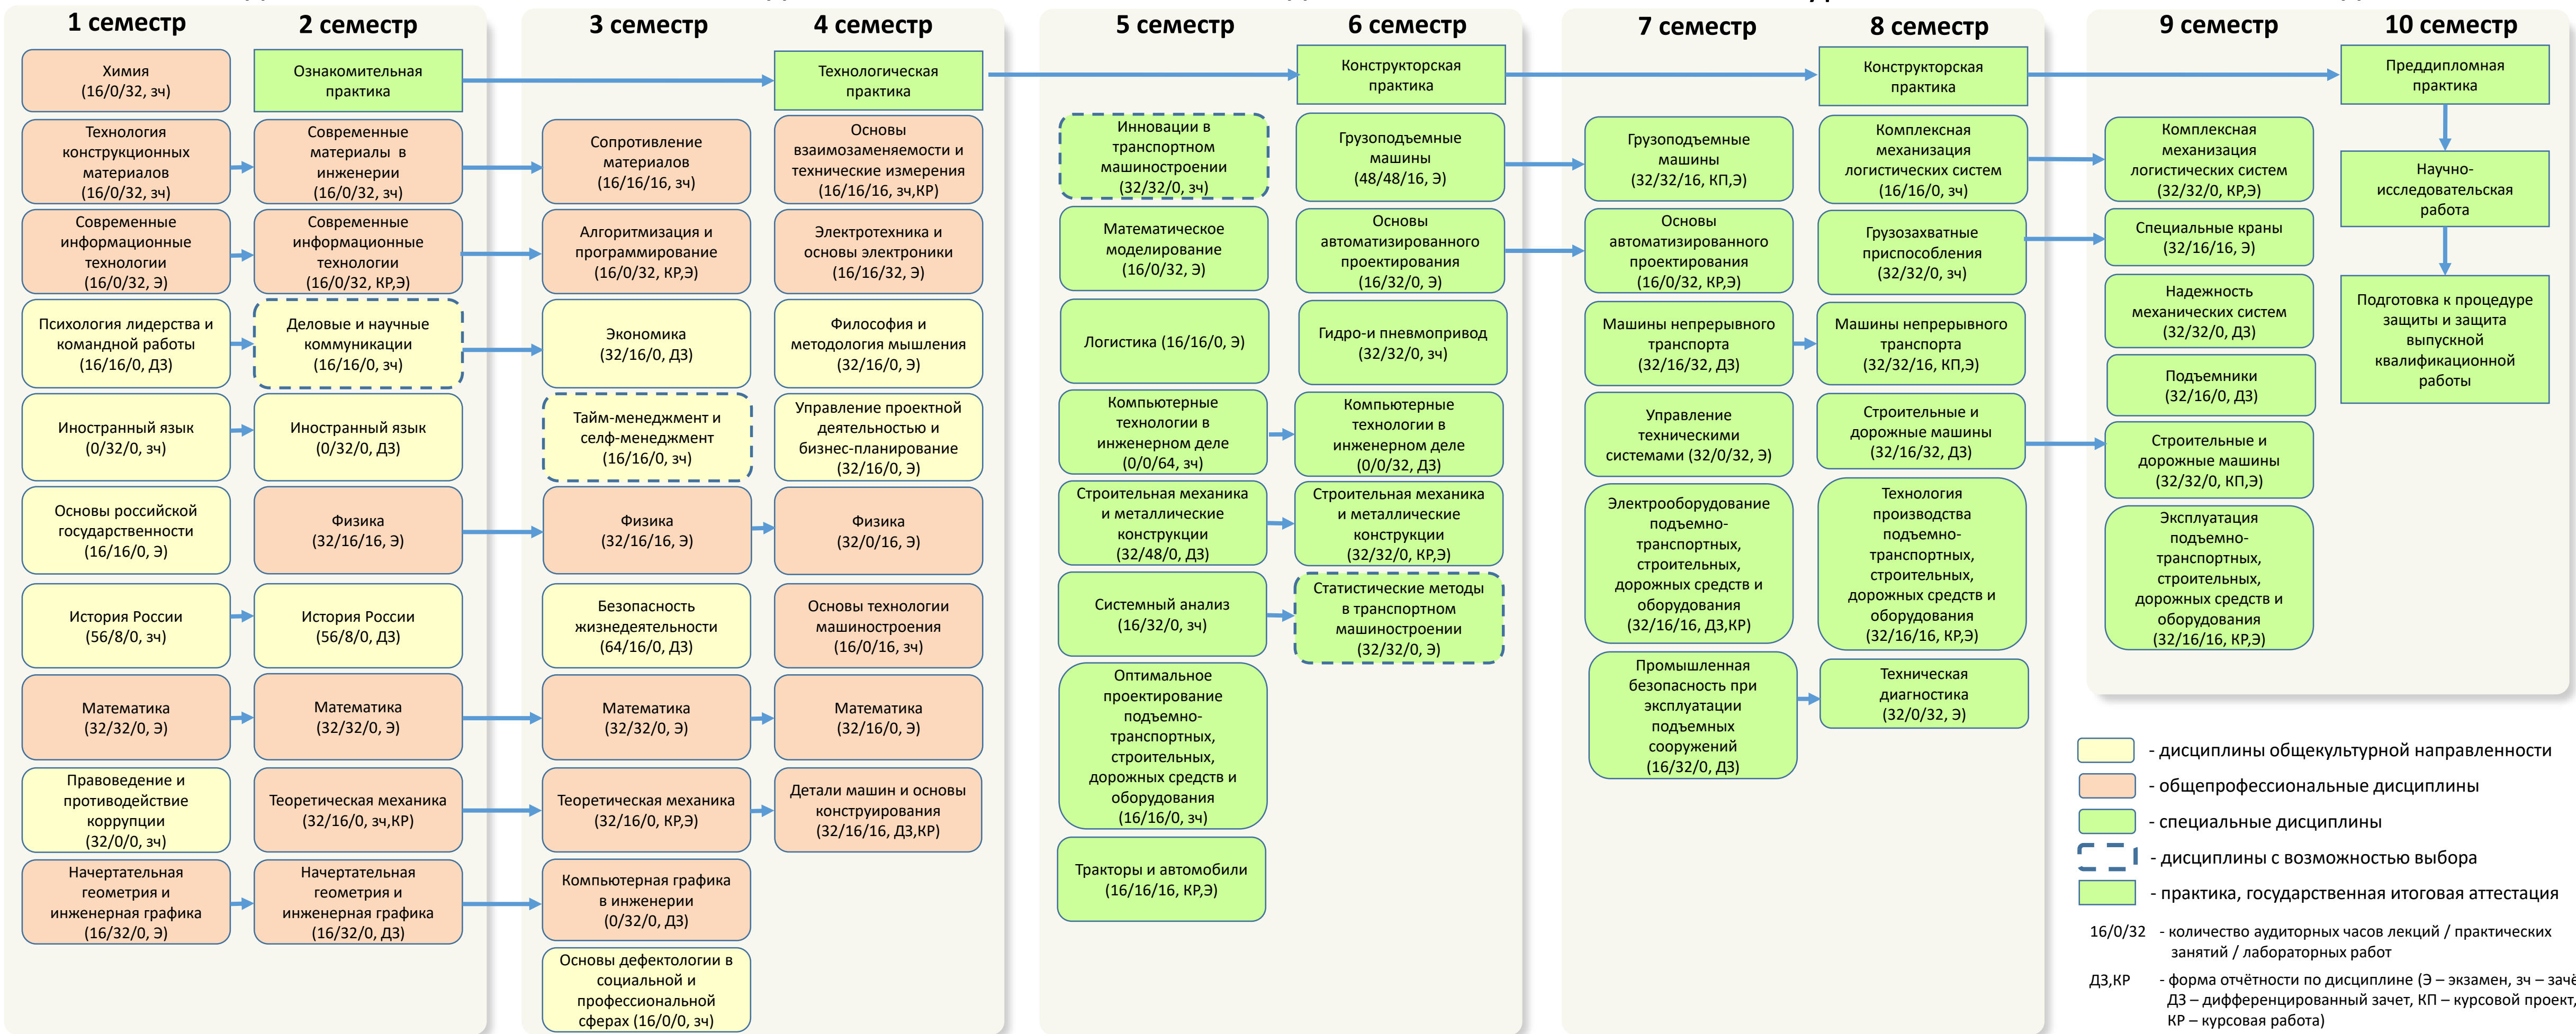 1 семестр
Химия
(16/0/32, зч)
Технология
конструкционных
материалов
(16/0/32, зч)
Современные
информационные
технологии
(16/0/32, Э)
Психология лидерства и
командной работы
(16/16/0, ДЗ)
Иностранный язык
(0/32/0, зч)
Основы российской
государственности
(16/16/0, Э)
История России
(56/8/0, зч)
Математика
(32/32/0, Э)
Правоведение и
противодействие
коррупции
(32/0/0, зч)
Начертательная
геометрия и
инженерная графика
(16/32/0, Э)
2 семестр
Ознакомительная
практика
Современные
материалы в
инженерии
(16/0/32, зч)
Современные
информационные
технологии
(16/0/32, КР,Э)
Деловые и научные
коммуникации
(16/16/0, зч)
Иностранный язык
(0/32/0, ДЗ)
Физика
(32/16/16, Э)
История России
(56/8/0, ДЗ)
Математика
(32/32/0, Э)
Теоретическая механика
(32/16/0, зч,КР)
Начертательная
геометрия и
инженерная графика
(16/32/0, ДЗ)
3 семестр
Сопротивление
материалов
(16/16/16, зч)
Алгоритмизация и
программирование
(16/0/32, КР,Э)
Экономика
(32/16/0, ДЗ)
Тайм-менеджмент и
селф-менеджмент
(16/16/0, зч)
Физика
(32/16/16, Э)
Безопасность
жизнедеятельности
(64/16/0, ДЗ)
Математика
(32/32/0, Э)
Теоретическая механика
(32/16/0, КР,Э)
Компьютерная графика
в инженерии
(0/32/0, ДЗ)
Основы дефектологии в
социальной и
профессиональной
сферах (16/0/0, зч)
4 семестр
Технологическая
практика
Основы
взаимозаменяемости и
технические измерения
(16/16/16, зч,КР)
Электротехника и
основы электроники
(16/16/32, Э)
Философия и
методология мышления
(32/16/0, Э)
Управление проектной
деятельностью и
бизнес-планирование
(32/16/0, Э)
Физика
(32/0/16, Э)
Основы технологии
машиностроения
(16/0/16, зч)
Математика
(32/16/0, Э)
Детали машин и основы
конструирования
(32/16/16, ДЗ,КР)
5 семестр
Инновации в
транспортном
машиностроении
(32/32/0, зч)
Математическое
моделирование
(16/0/32, Э)
Логистика (16/16/0, Э)
Компьютерные
технологии в
инженерном деле
(0/0/64, зч)
Строительная механика
и металлические
конструкции
(32/48/0, ДЗ)
Системный анализ
(16/32/0, зч)
Оптимальное
проектирование
подъемно-
транспортных,
строительных,
дорожных средств и
оборудования
(16/16/0, зч)
Тракторы и автомобили
(16/16/16, КР,Э)
6 семестр
Конструкторская
практика
Грузоподъемные
машины
(48/48/16, Э)
Основы
автоматизированного
проектирования
(16/32/0, Э)
Гидро-и пневмопривод
(32/32/0, зч)
Компьютерные
технологии в
инженерном деле
(0/0/32, ДЗ)
Строительная механика
и металлические
конструкции
(32/32/0, КР,Э)
Статистические методы
в транспортном
машиностроении
(32/32/0, Э)
7 семестр
Грузоподъемные
машины
(32/32/16, КП,Э)
Основы
автоматизированного
проектирования
(16/0/32, КР,Э)
Машины непрерывного
транспорта
(32/16/32, ДЗ)
Управление
техническими
системами (32/0/32, Э)
Электрооборудование
подъемно-
транспортных,
строительных,
дорожных средств и
оборудования
(32/16/16, ДЗ,КР)
Промышленная
безопасность при
эксплуатации
подъемных
сооружений
(16/32/0, ДЗ)
8 семестр
Конструкторская
практика
Комплексная
механизация
логистических систем
(16/16/0, зч)
Грузозахватные
приспособления
(32/32/0, зч)
Машины непрерывного
транспорта
(32/32/16, КП,Э)
Строительные и
дорожные машины
(32/16/32, ДЗ)
Технология
производства
подъемно-
транспортных,
строительных,
дорожных средств и
оборудования
(32/16/16, КР,Э)
Техническая
диагностика
(32/0/32, Э)
9 семестр
Комплексная
механизация
логистических систем
(32/32/0, КР,Э)
Специальные краны
(32/16/16, Э)
Надежность
механических систем
(32/32/0, ДЗ)
Подъемники
(32/16/0, ДЗ)
Строительные и
дорожные машины
(32/32/0, КП,Э)
Эксплуатация
подъемно-
транспортных,
строительных,
дорожных средств и
оборудования
(32/16/16, КР,Э)
10 семестр
Преддипломная
практика
Научно-
исследовательская
работа
Подготовка к процедуре
защиты и защита
выпускной
квалификационной
работы
- дисциплины общекультурной направленности
- общепрофессиональные дисциплины
- специальные дисциплины
- дисциплины с возможностью выбора
- практика, государственная итоговая аттестация
16/0/32 - количество аудиторных часов лекций / практических
занятий / лабораторных работ
ДЗ,КР - форма отчётности по дисциплине (Э – экзамен, зч – зачё
ДЗ – дифференцированный зачет, КП – курсовой проект,
КР – курсовая работа)